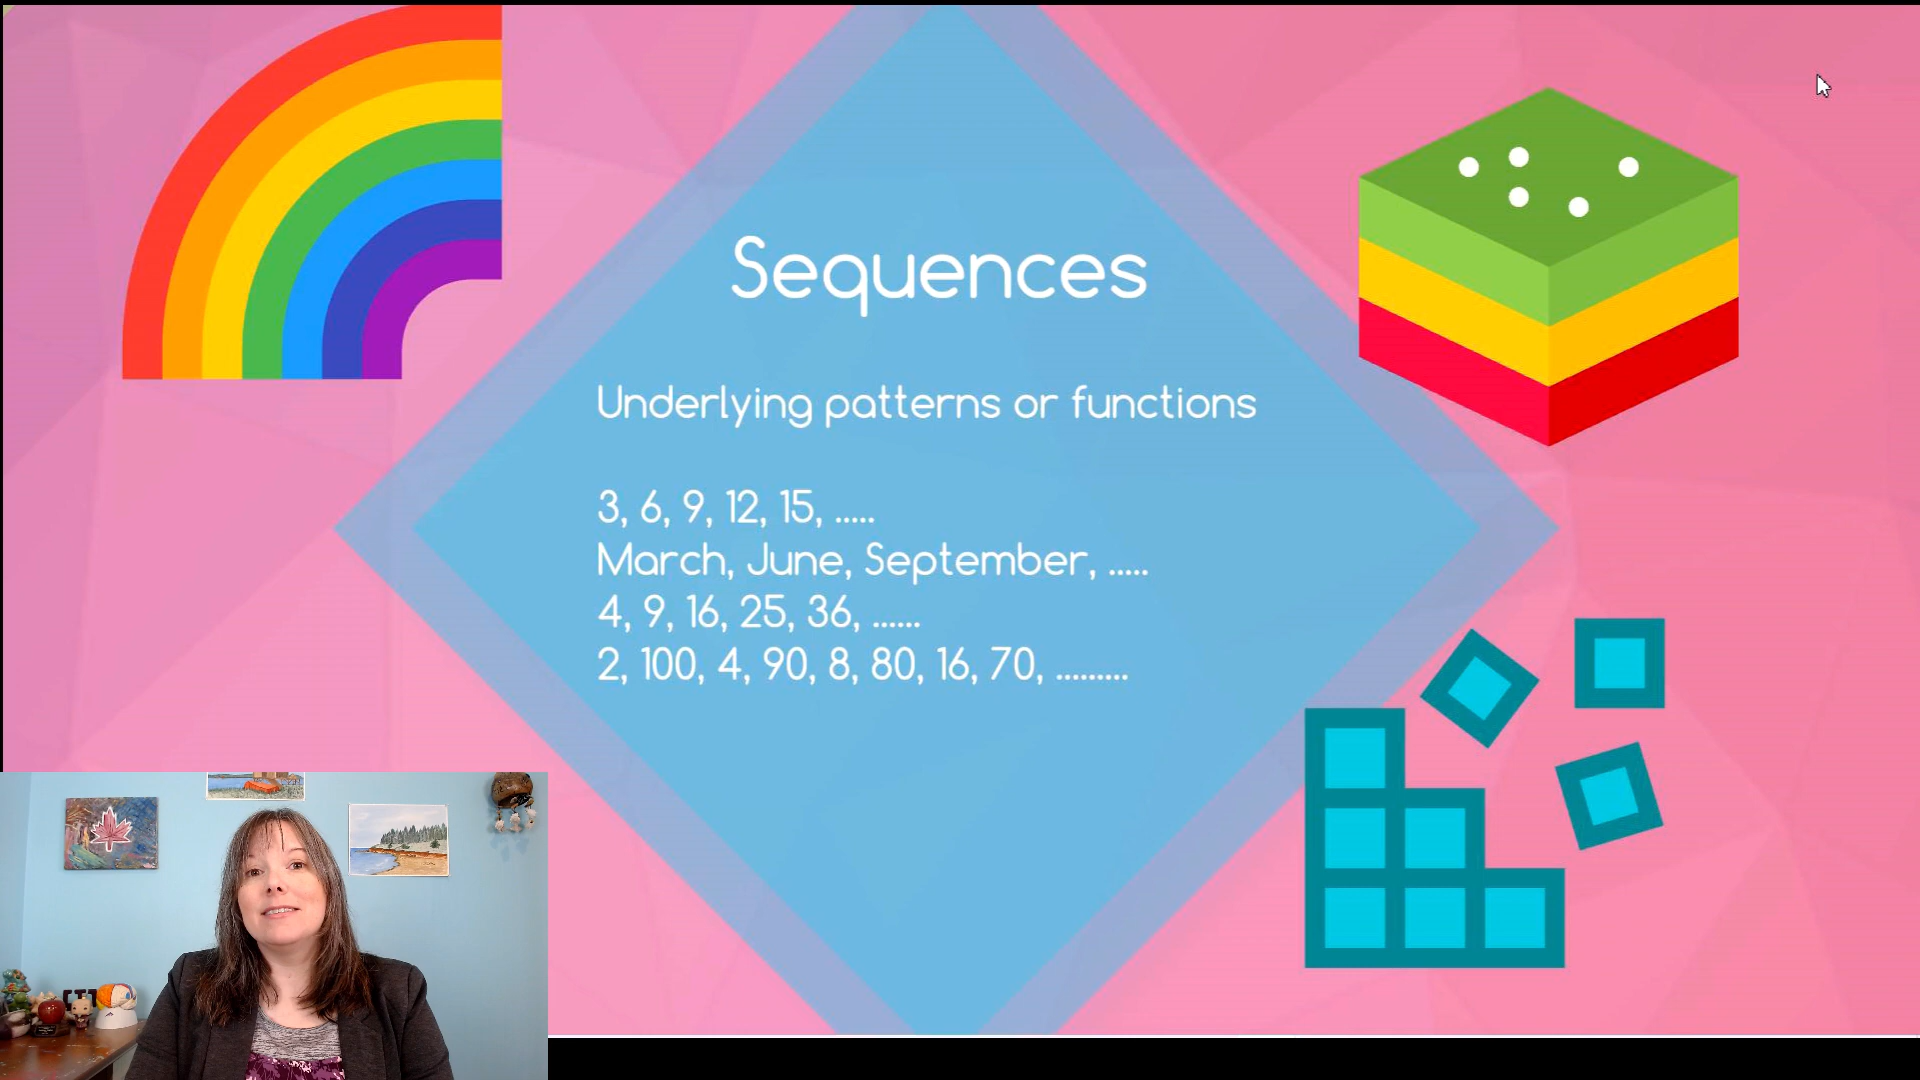 Sequences
Underlying patterns or functions
3, 6, 9, 12, 15, .....
March, June, September, .....
4, 9, 16, 25, 36, ......
2, 100, 4, 90, 8, 80, 16, 70, .........